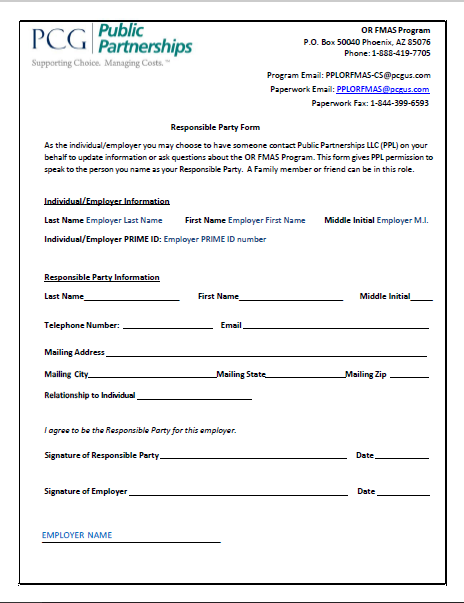 PCG Public
Partnerships
Supporting Choice. Managing Costs.™
OR FMAS Program
P.O. Box 50040 Phoenix, AZ 85076
Phone: 1-888-419-7705
Program Email: PPLORFMAS-CS@pcgus.com
Paperwork Email: PPLORFMAS@pcgus.com
Paperwork Fax: 1-844-399-6593
Responsible Party Form
As the individual/employer you may choose to have someone contact Public Partnerships LLC (PPL) on your
behalf to update information or ask questions about the OR FMAS Program. This form gives PPL permission to
speak to the person you name as your Responsible Party. A Family member or friend can be in this role.
Individual/Employer Information
Last Name Employer Last Name First Name Employer First Name Middle Initial Employer M.I.
Individual/Employer PRIME ID: Employer PRIME ID number
Responsible Party Information
Last Name First Name Middle Initial
Telephone Number: Email
Mailing Address
Mailing City Mailing State Mailing Zip
Relationship to Individual
I agree to be the Responsible Party for this employer.
Signature of Responsible Party Date
Signature of Employer Date
EMPLOYER NAME